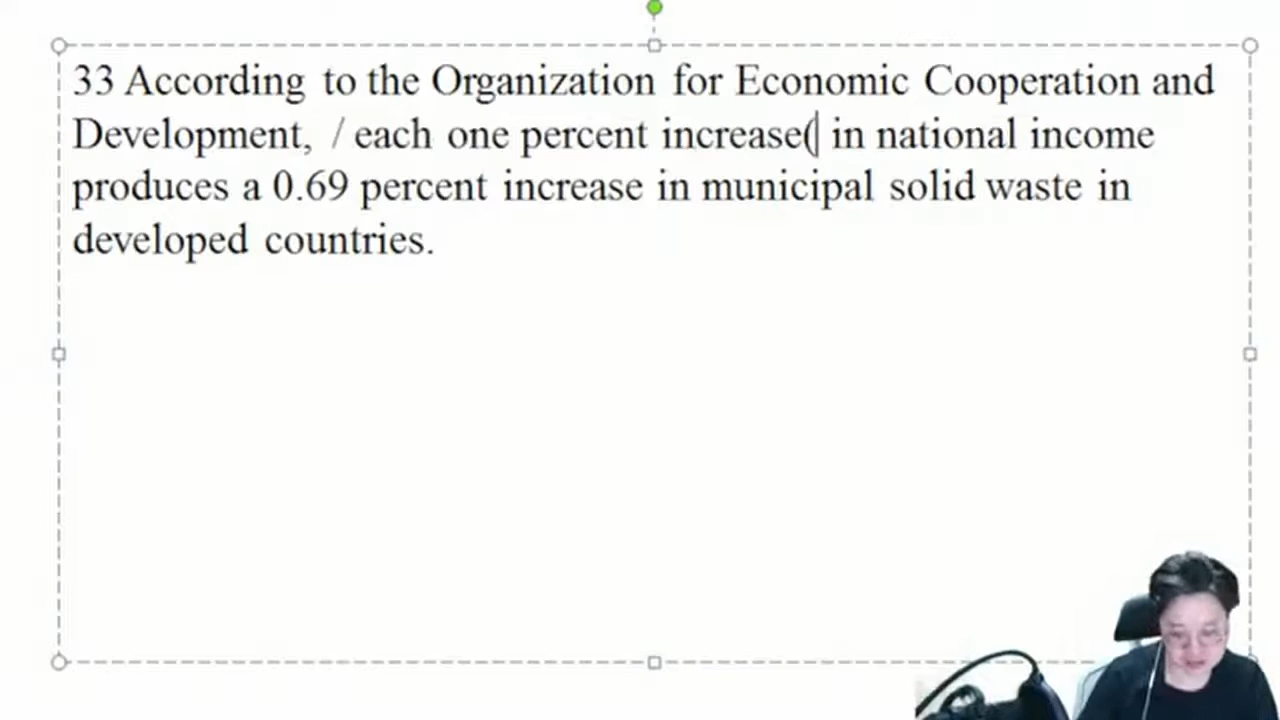 33 According to the Organization for Economic Cooperation and
Development, / each one percent increase( in national income
produces a 0.69 percent increase in municipal solid waste in
developed countries.